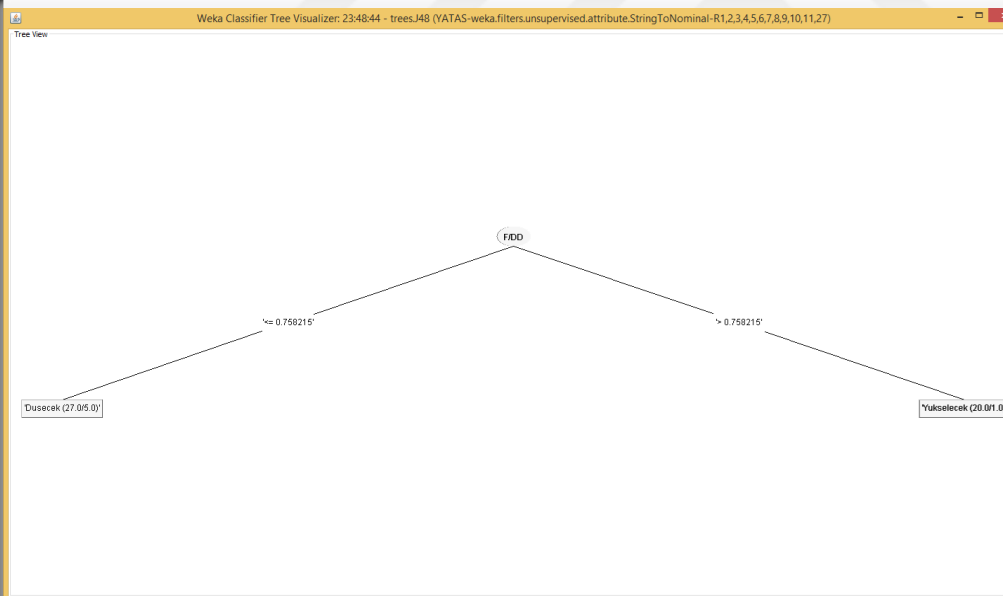 Weka Classifier Tree Visualizer: 23:48:44 - trees.J48 (YATAS-weka.filters.unsupervised.attribute.StringToNominal-R1,2,3,4,5,6,7,8,9,10,11,27)
Tree View
F/DD
'<= 0.758215'
'> 0.758215'
'Dusecek (27.0/5.0)'
'Yukselecek (20.0/1.0